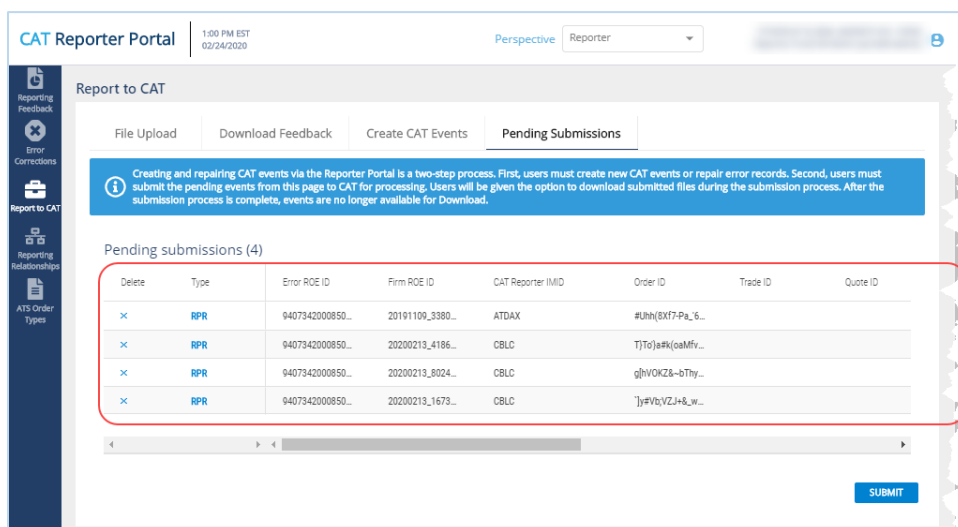 CAT Reporter Portal
1:00 PM EST
02/24/2020
Perspective
Reporter
Reporting
Feedback
Error
Corrections
Report to CAT
Reporting
Relationships
ATS Order
Types
Report to CAT
File Upload Download Feedback Create CAT Events Pending Submissions
Creating and repairing CAT events via the Reporter Portal is a two-step process. First, users must create new CAT events or repair error records. Second, users must
submit the pending events from this page to CAT for processing. Users will be given the option to download submitted files during the submission process. After the
submission process is complete, events are no longer available for Download.
Pending submissions (4)
Delete Type Error ROE ID Firm ROE ID CAT Reporter IMID Order ID Trade ID Quote ID
× RPR 9407342000850... 20191109_3380... ATDAX #Uhh(8Xf7-Pa_'6...
× RPR 9407342000850... 20200213_4186... CBLC T}To'}a#k(oaMfv...
× RPR 9407342000850... 20200213_8024... CBLC g[hVOKZ&~bThy...
× RPR 9407342000850... 20200213_1673... CBLC `]y#Vb;VZJ+&_w...
SUBMIT